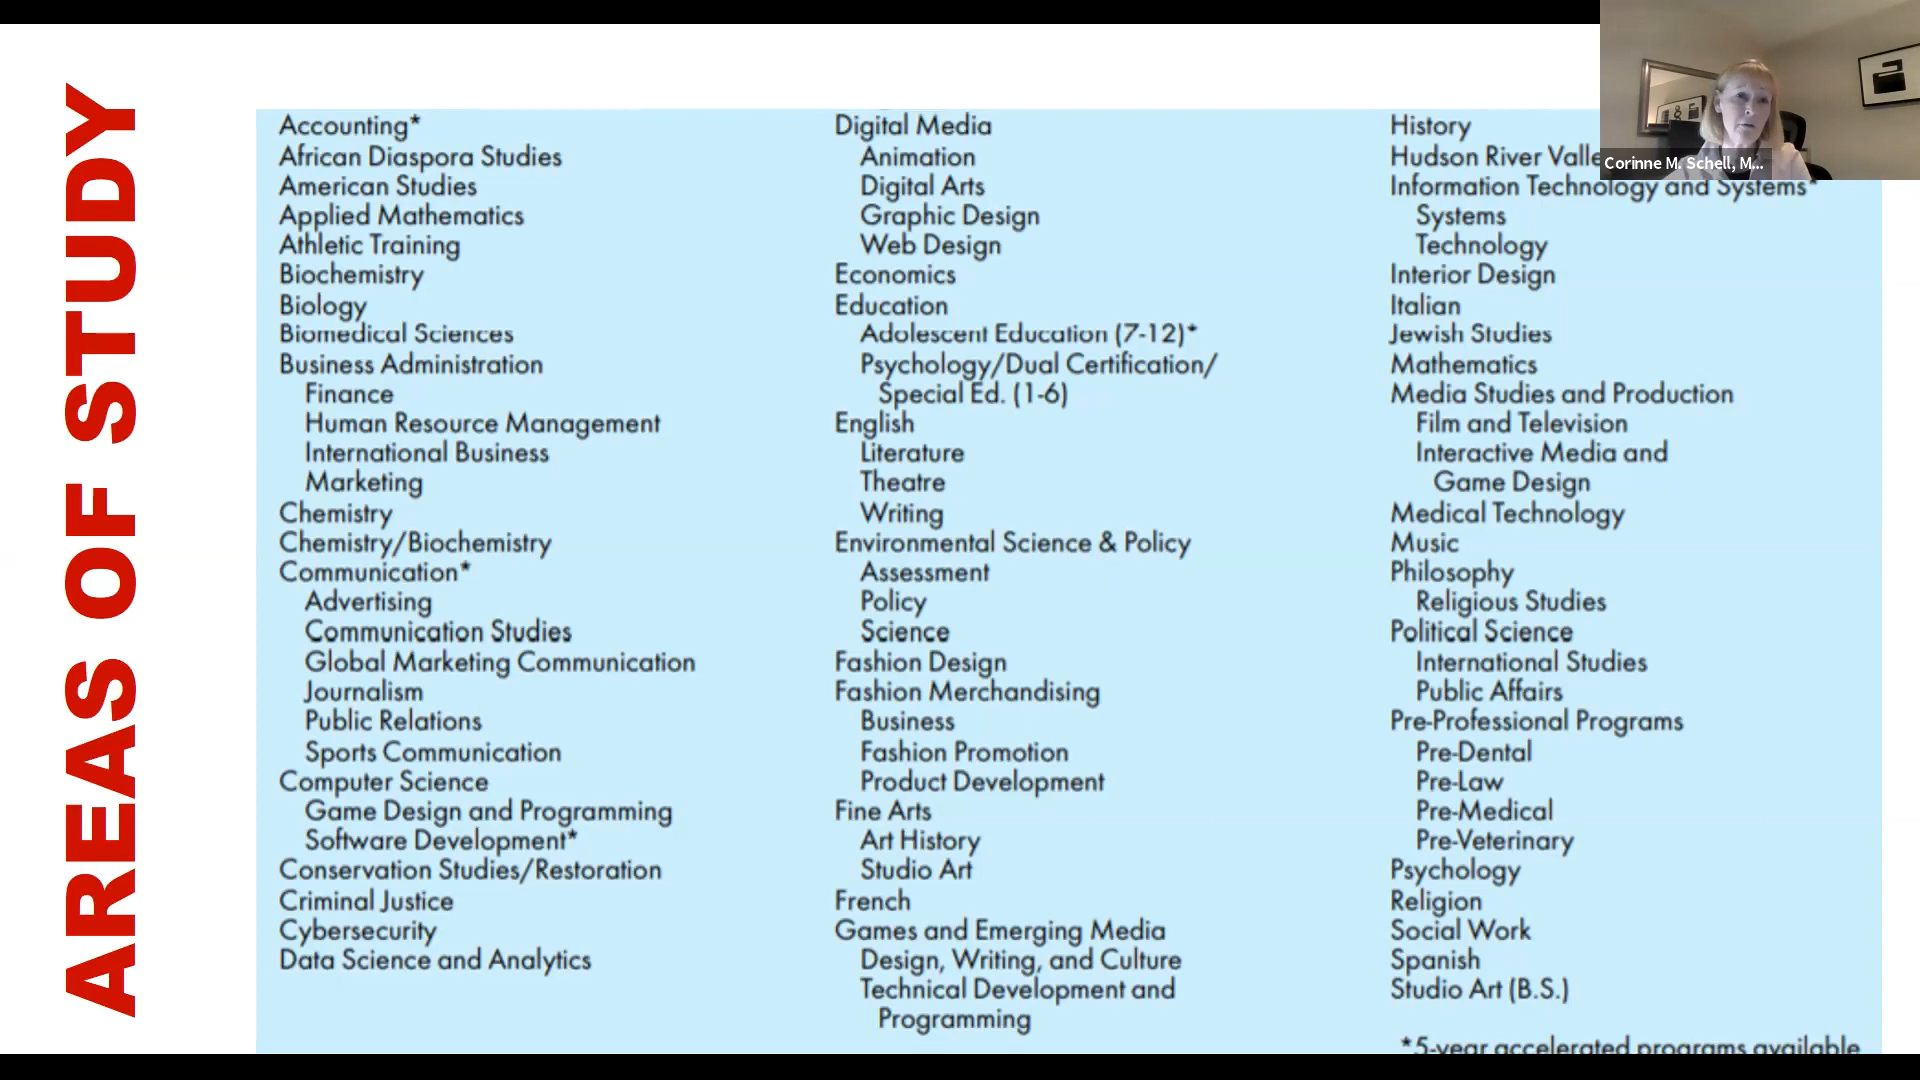 AREAS OF STUDY
Accounting*
African Diaspora Studies
American Studies
Applied Mathematics
Athletic Training
Biochemistry
Biology
Biomedical Sciences
Business Administration
Finance
Human Resource Management
International Business
Marketing
Chemistry
Chemistry/Biochemistry
Communication*
Advertising
Communication Studies
Global Marketing Communication
Journalism
Public Relations
Sports Communication
Computer Science
Game Design and Programming
Software Development*
Conservation Studies/Restoration
Criminal Justice
Cybersecurity
Data Science and Analytics
Digital Media
Animation
Digital Arts
Graphic Design
Web Design
Economics
Education
Adolescent Education (7-12)*
Psychology/Dual Certification/
Special Ed. (1-6)
English
Literature
Theatre
Writing
Environmental Science & Policy
Assessment
Policy
Science
Fashion Design
Fashion Merchandising
Business
Fashion Promotion
Product Development
Fine Arts
Art History
Studio Art
French
Games and Emerging Media
Design, Writing, and Culture
Technical Development and
Programming
History
Hudson River
Information Technology and Systems*
Systems
Technology
Interior Design
Italian
Jewish Studies
Mathematics
Media Studies and Production
Film and Television
Interactive Media and
Game Design
Medical Technology
Music
Philosophy
Religious Studies
Political Science
International Studies
Public Affairs
Pre-Professional Programs
Pre-Dental
Pre-Law
Pre-Medical
Pre-Veterinary
Psychology
Religion
Social Work
Spanish
Studio Art (B.S.)
*5-year accelerated programs available
Corinne M. Schell, M...